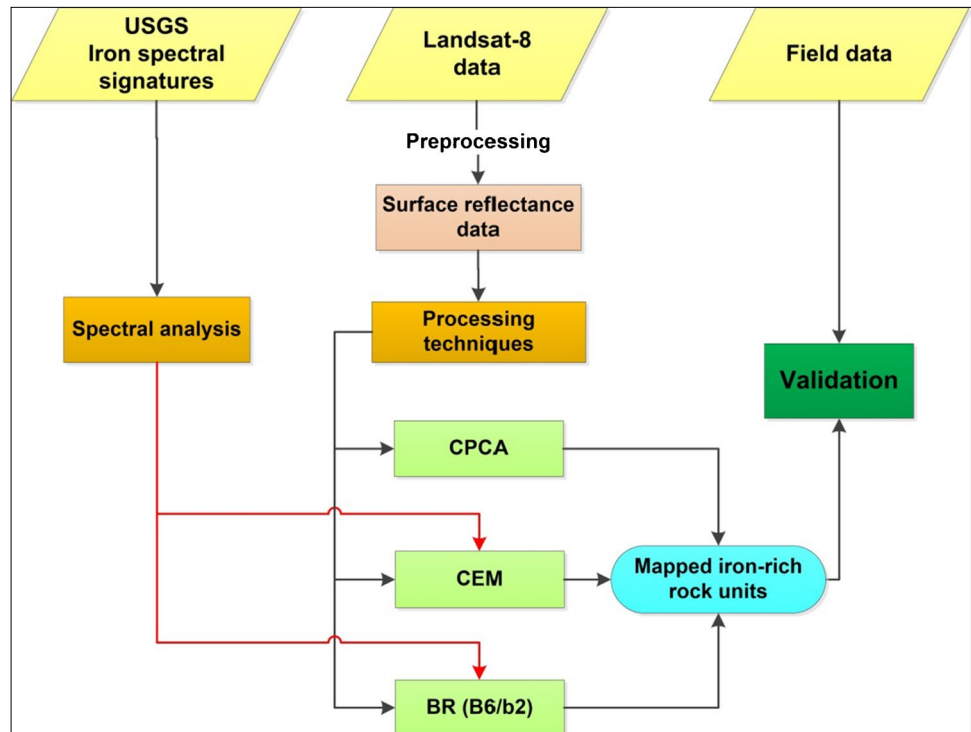 USGS
Iron spectral
signatures
Landsat-8
data
Field data
Preprocessing
Surface reflectance
data
Spectral analysis
Processing
techniques
Validation
CPCA
CEM
Mapped iron-rich
rock units
BR (B6/b2)